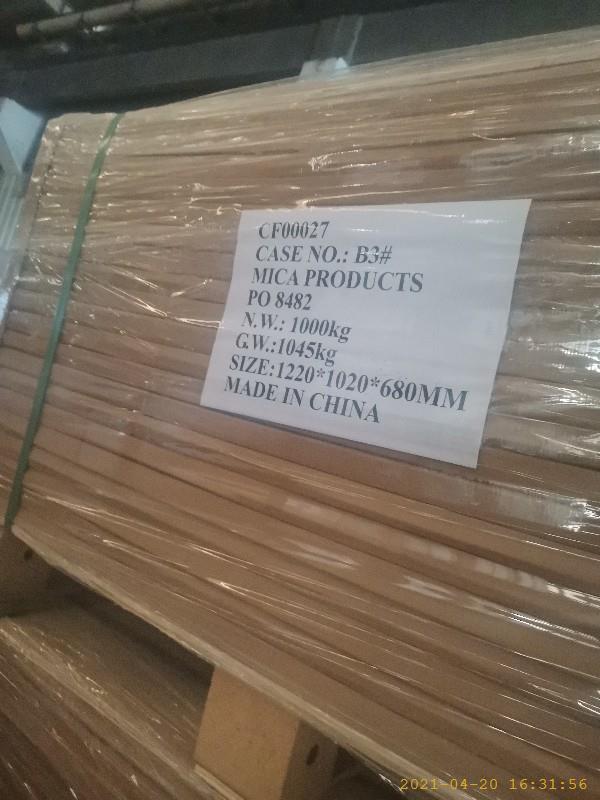 CF00027
CASE NO.: B3#
MICA PRODUCTS
PO 8482
N.W.: 1000kg
G.W.:1045kg
SIZE:1220*1020*680MM
MADE IN CHINA
2021-04-20 16:31:56